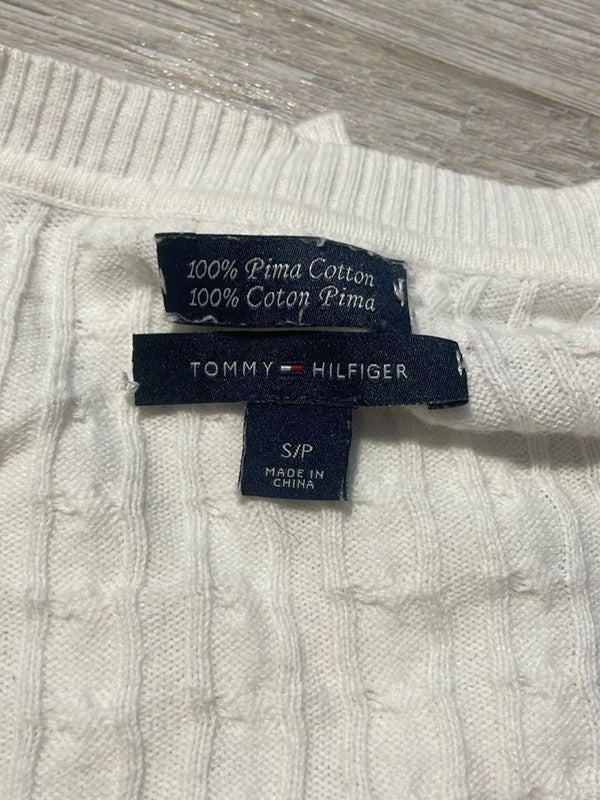 100% Pima Cotton
100% Coton Pima
TOMMY HILFIGER
S/P
MADE IN
CHINA